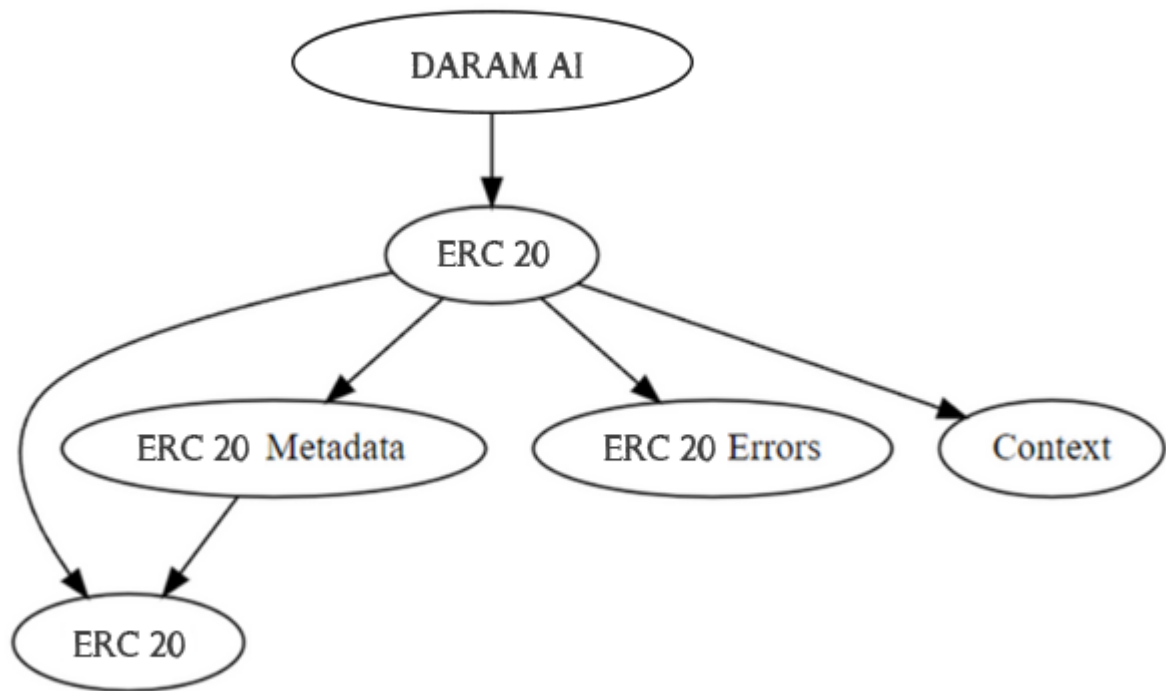 DARAM AI
ERC 20
ERC 20 Metadata
ERC 20 Errors
Context
ERC 20